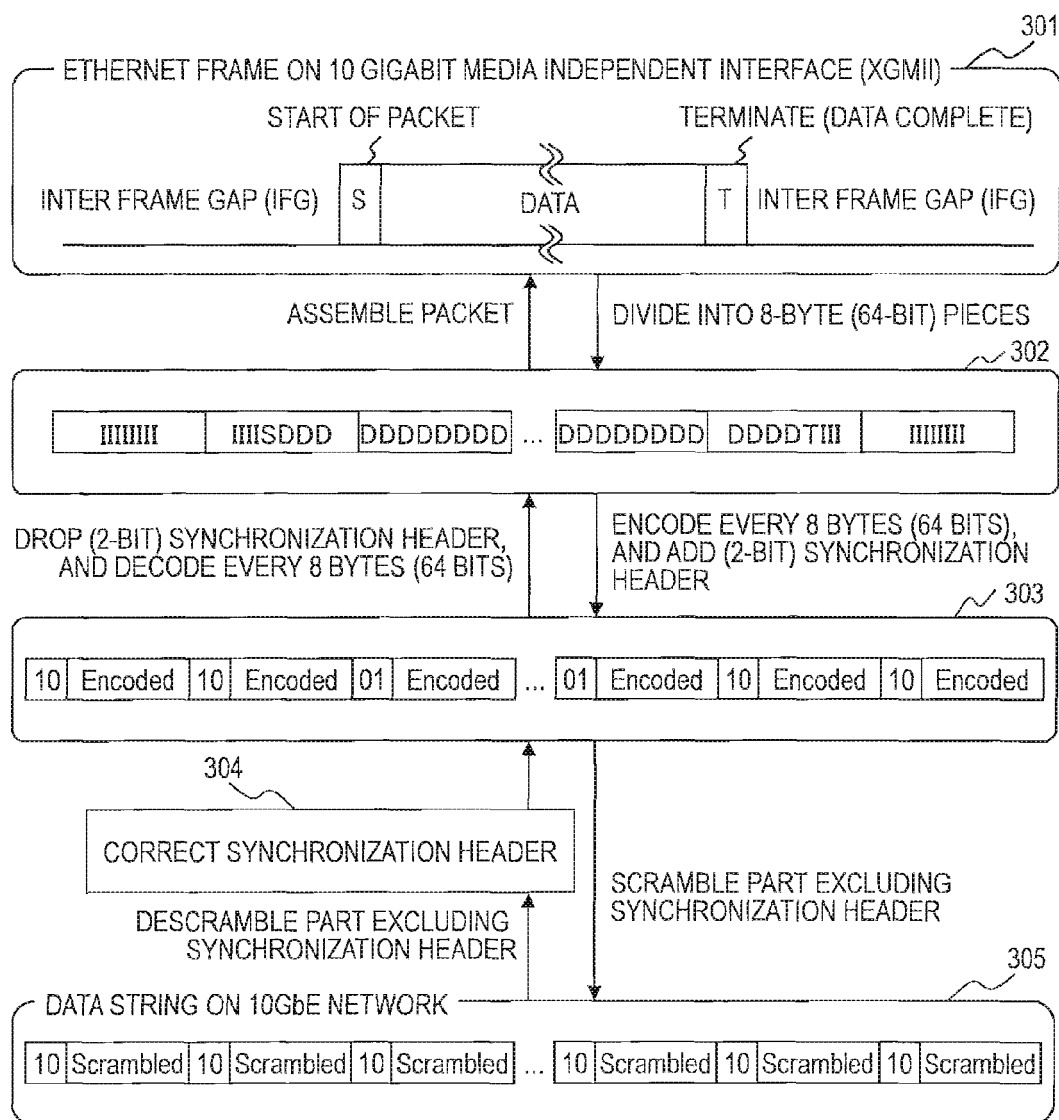 301
ETHERNET FRAME ON 10 GIGABIT MEDIA INDEPENDENT INTERFACE (XGMII)
START OF PACKET
TERMINATE (DATA COMPLETE)
INTER FRAME GAP (IFG) S DATA T INTER FRAME GAP (IFG)
ASSEMBLE PACKET
DIVIDE INTO 8-BYTE (64-BIT) PIECES
302
IIIIIIII IIIISDDD DDDDDDDD ... DDDDDDDD DDDDTIII IIIIIIII
DROP (2-BIT) SYNCHRONIZATION HEADER,
AND DECODE EVERY 8 BYTES (64 BITS)
ENCODE EVERY 8 BYTES (64 BITS),
AND ADD (2-BIT) SYNCHRONIZATION
HEADER
303
10 Encoded 10 Encoded 01 Encoded ... 01 Encoded 10 Encoded 10 Encoded
304
CORRECT SYNCHRONIZATION HEADER
DESCRAMBLE PART EXCLUDING
SYNCHRONIZATION HEADER
SCRAMBLE PART EXCLUDING
SYNCHRONIZATION HEADER
305
DATA STRING ON 10GbE NETWORK
10 Scrambled 10 Scrambled 10 Scrambled ... 10 Scrambled 10 Scrambled 10 Scrambled